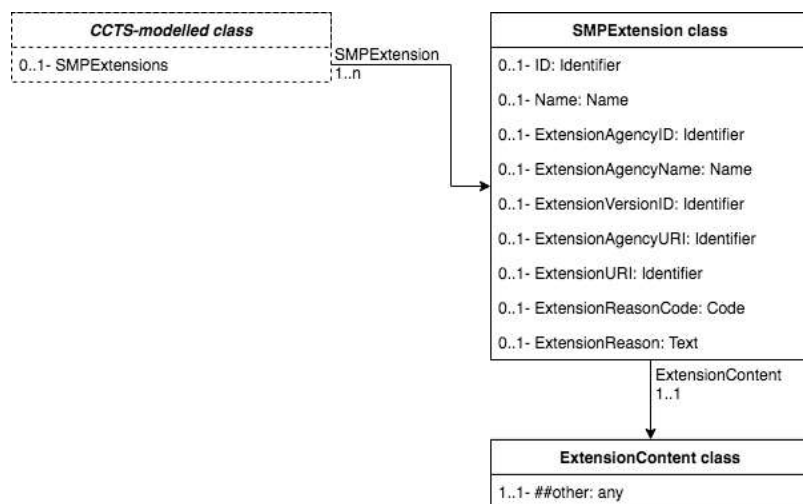 CCTS-modelled class
0..1- SMPExtensions
SMPExtension
1..n
SMPExtension class
0..1- ID: Identifier
0..1- Name: Name
0..1- ExtensionAgencyID: Identifier
0..1- ExtensionAgencyName: Name
0..1- ExtensionVersionID: Identifier
0..1- ExtensionAgencyURI: Identifier
0..1- ExtensionURI: Identifier
0..1- ExtensionReasonCode: Code
0..1- ExtensionReason: Text
ExtensionContent
1..1
ExtensionContent class
1..1- ##other: any